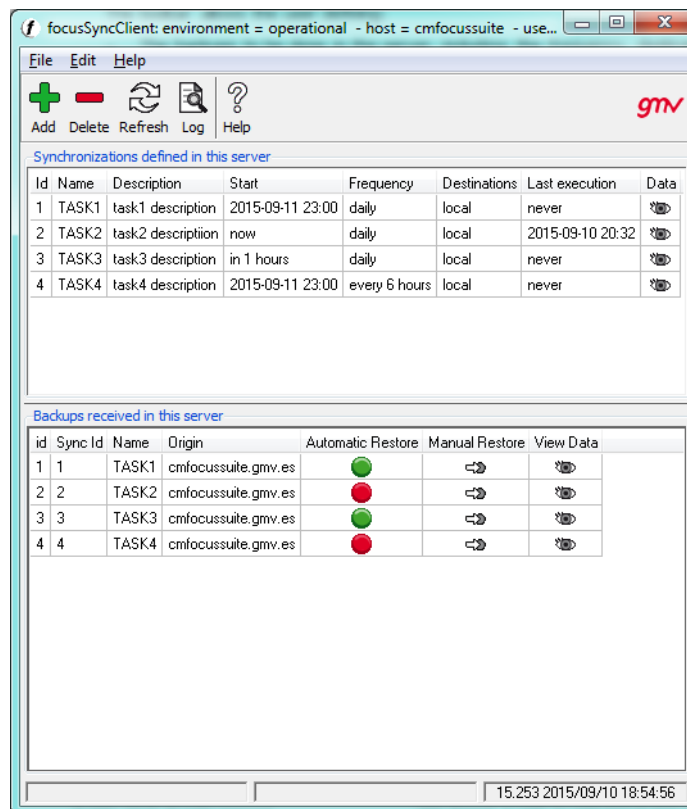 focusSyncClient: environment = operational - host = cmfocussuite - use...
File Edit Help
Add Delete Refresh Log Help
gmv
Synchronizations defined in this server
Id Name Description Start Frequency Destinations Last execution Data
1 TASK1 task1 description 2015-09-11 23:00 daily local never
2 TASK2 task2 descriptiion now daily local 2015-09-10 20:32
3 TASK3 task3 description in 1 hours daily local never
4 TASK4 task4 description 2015-09-11 23:00 every 6 hours local never
Backups received in this server
id Sync Id Name Origin Automatic Restore Manual Restore View Data
1 1 TASK1 cmfocussuite.gmv.es
2 2 TASK2 cmfocussuite.gmv.es
3 3 TASK3 cmfocussuite.gmv.es
4 4 TASK4 cmfocussuite.gmv.es
15.253 2015/09/10 18:54:56